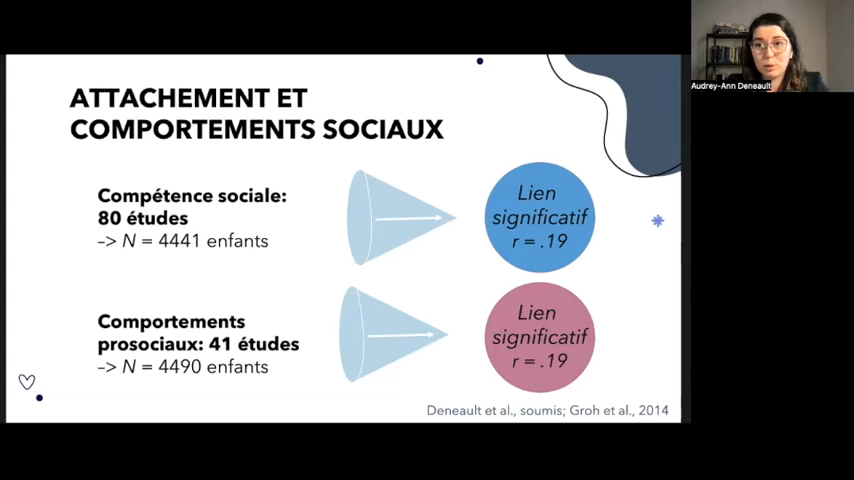 Audrey-Ann Deneault
ATTACHEMENT ET
COMPORTEMENTS SOCIAUX
Compétence sociale:
80 études
–> N = 4441 enfants
Lien
significatif
r = .19
Comportements
prosociaux: 41 études
–> N = 4490 enfants
Lien
significatif
r = .19
Deneault et al., soumis; Groh et al., 2014